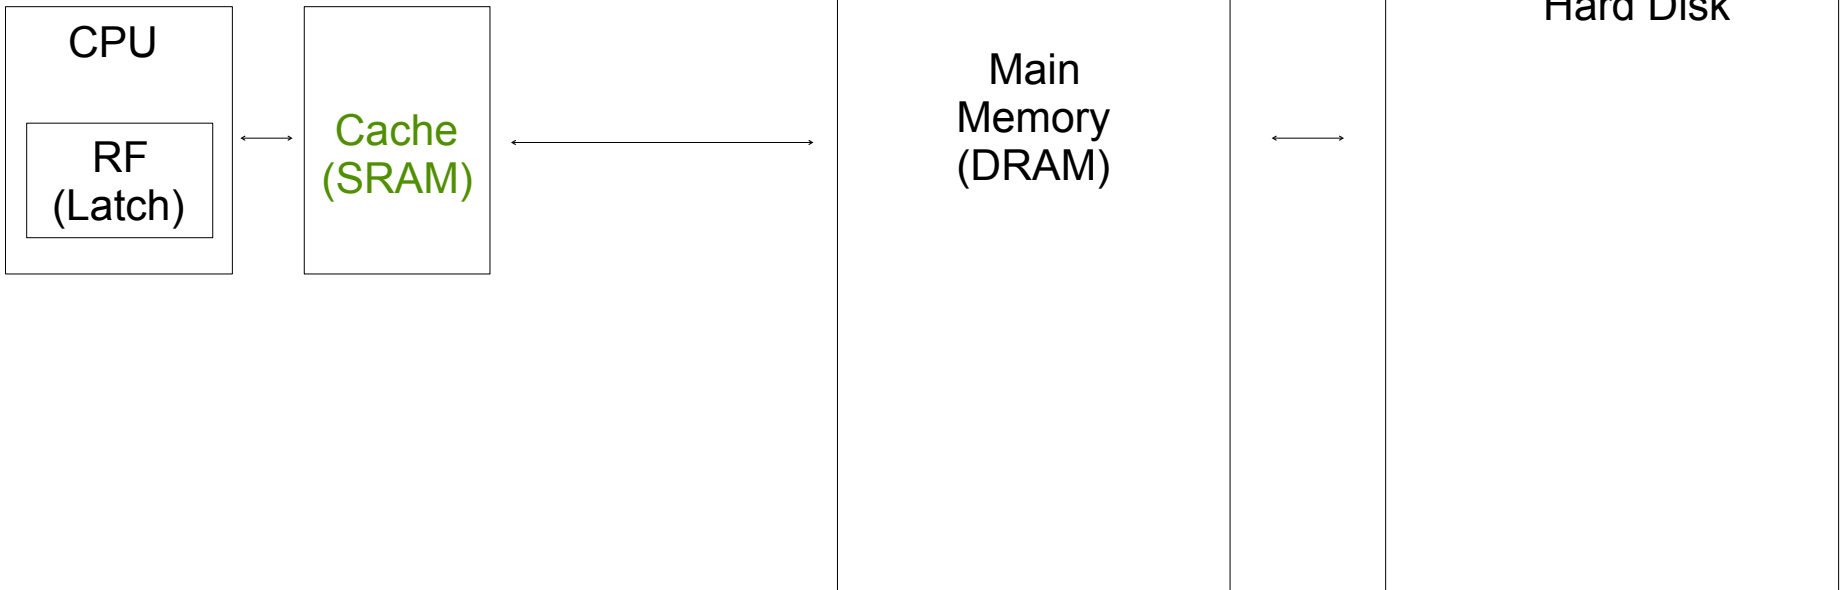 CPU
RF
(Latch)
Cache
(SRAM)
Main
Memory
(DRAM)
Hard Disk